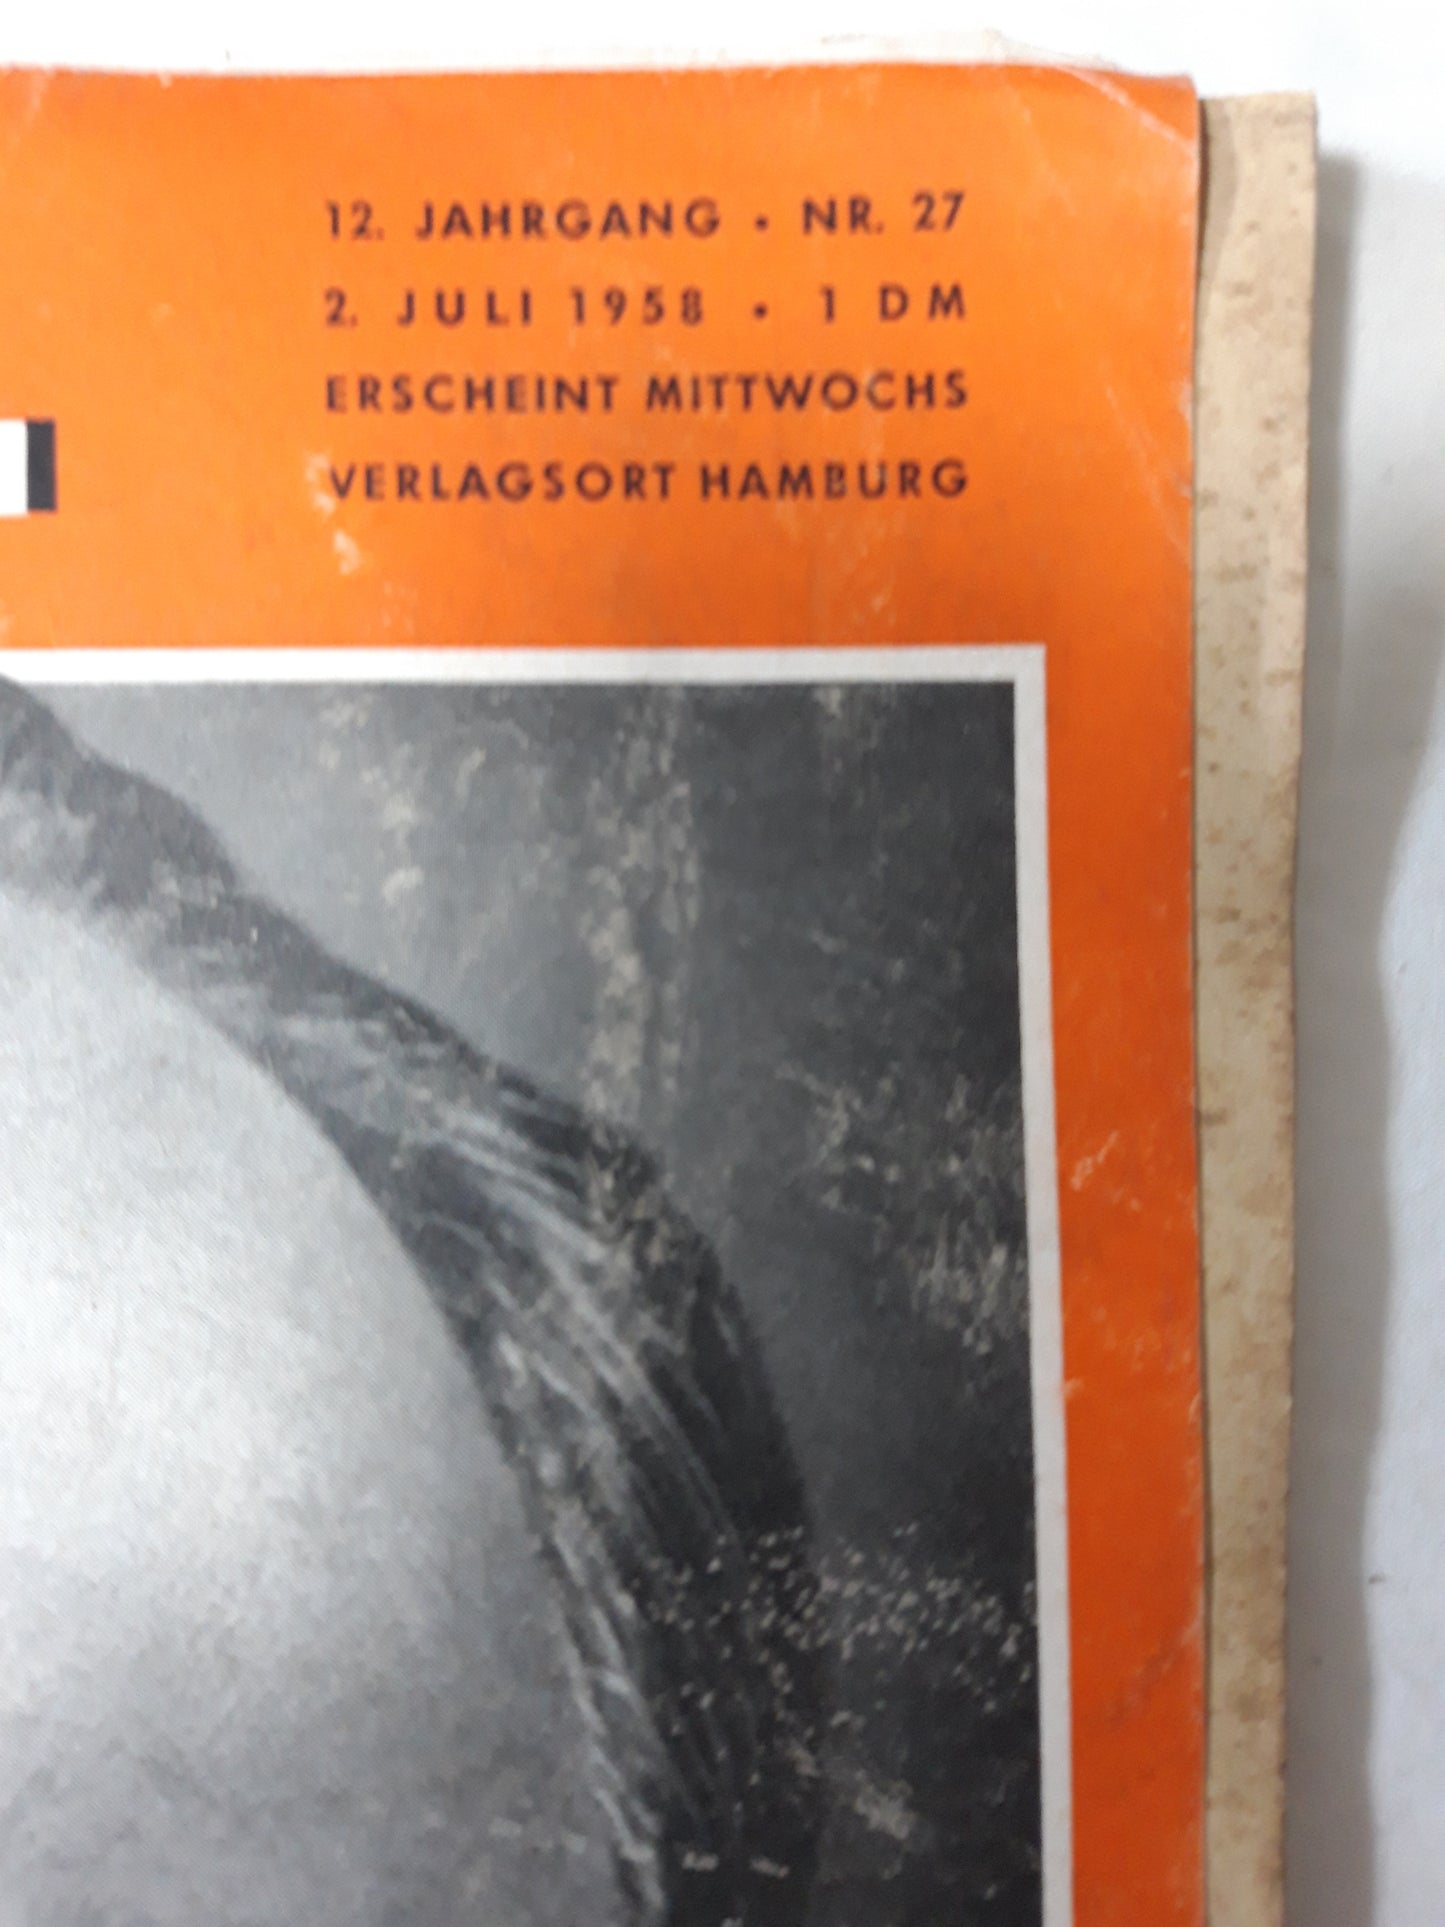 12. JAHRGANG • NR. 27
2. JULI 1958 • 1 DM
ERSCHEINT MITTWOCHS
VERLAGSORT HAMBURG